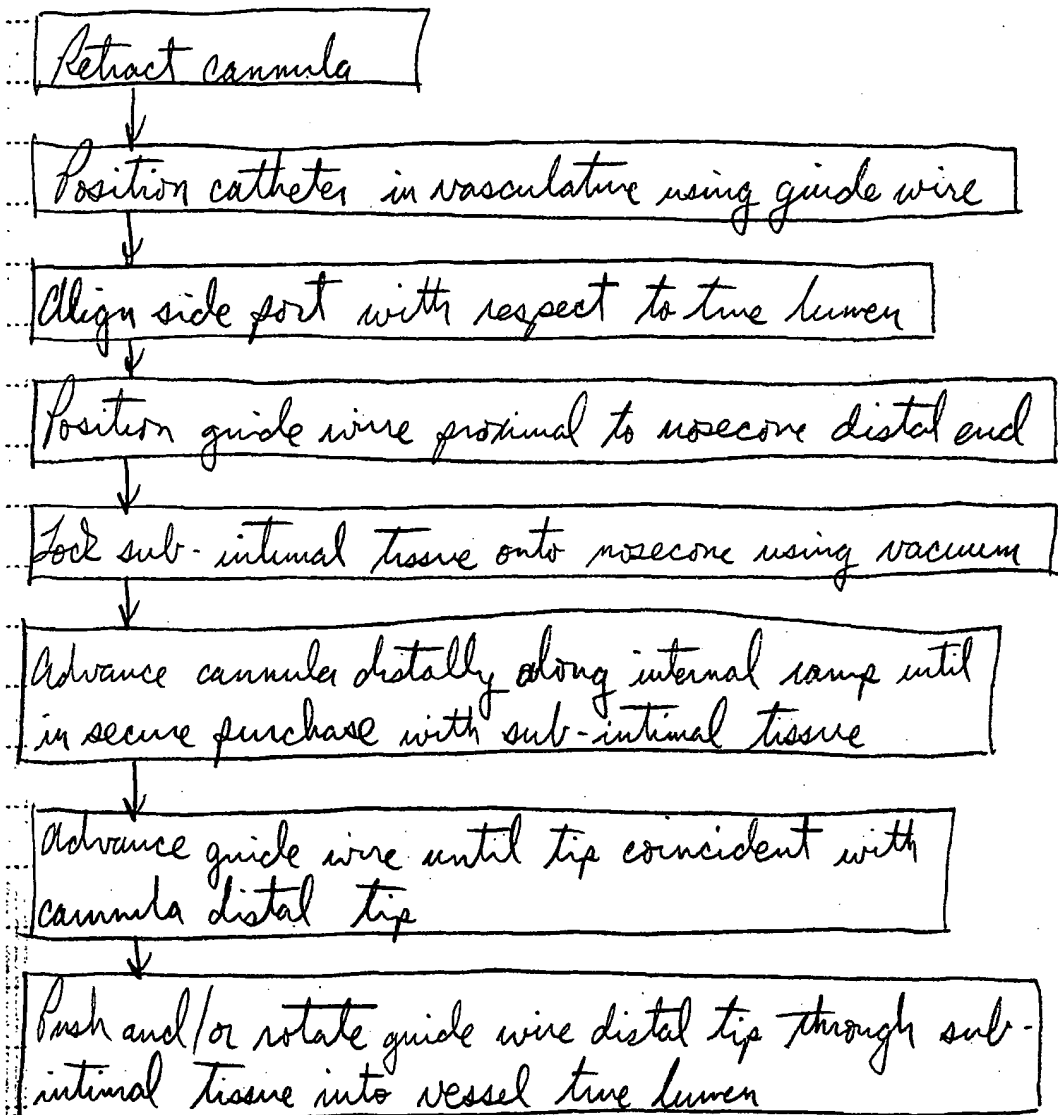 Retract cannula
Position catheter in vasculature using guide wire
Align side port with respect to true lumen
Position guide wire proximal to nosecone distal end
Lock sub-intimal tissue onto nosecone using vacuum
Advance cannula distally along internal ramp until
in secure purchase with sub-intimal tissue
Advance guide wire until tip coincident with
cannula distal tip
Push and/or rotate guide wire distal tip through sub-
intimal tissue into vessel true lumen